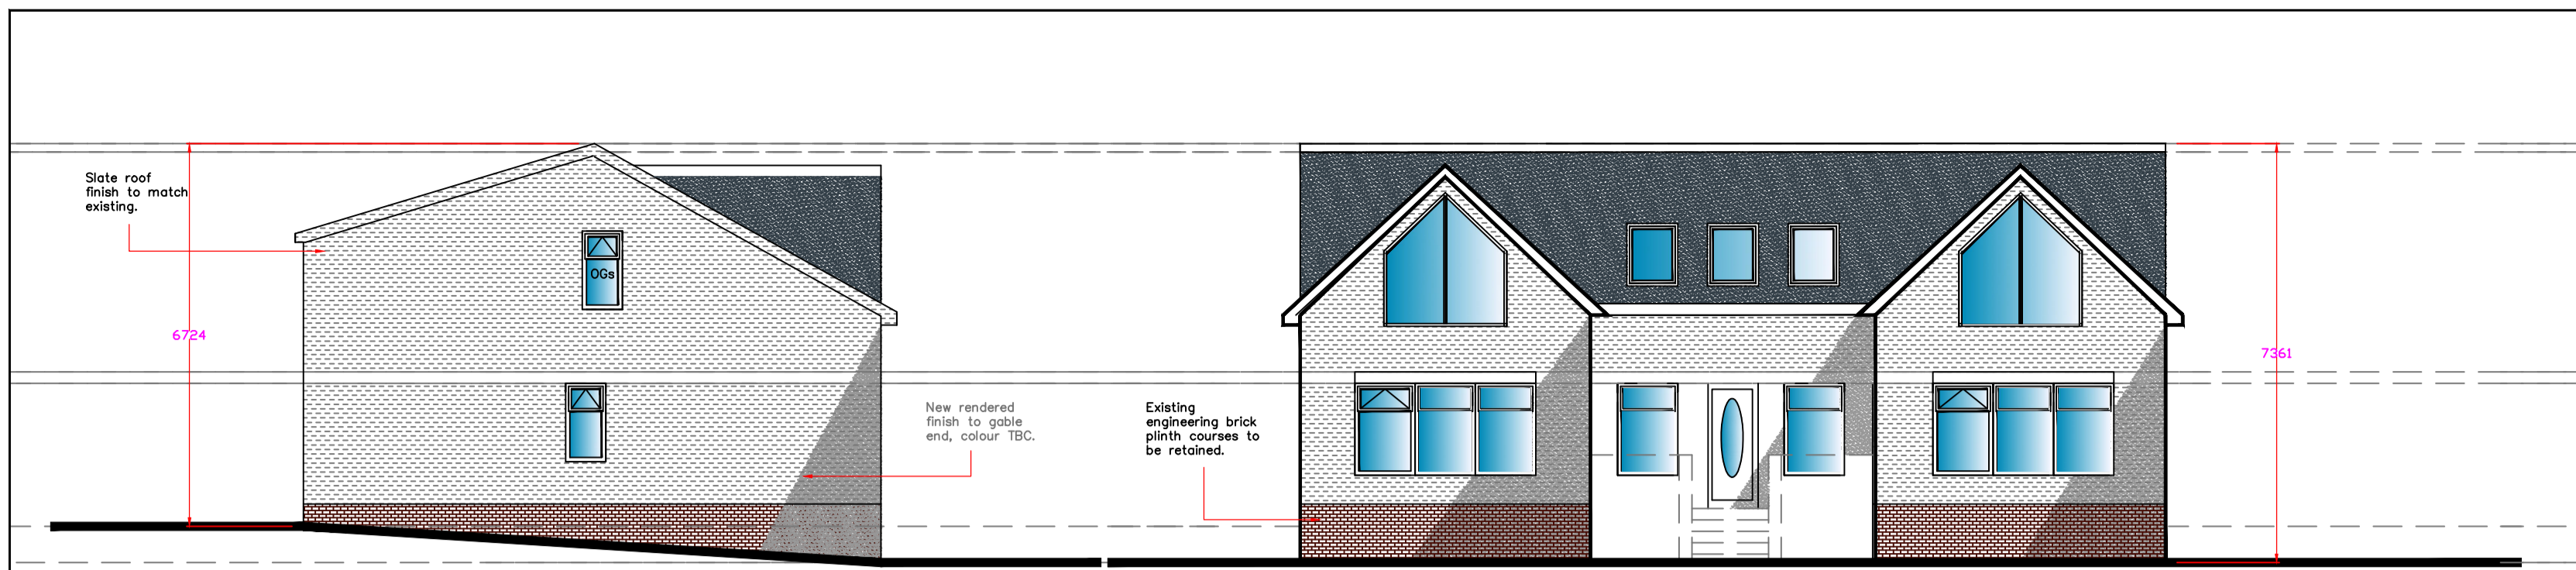 Slate roof
finish to match
existing.
6724
OGs
New rendered
finish to gable
end, colour TBC.
Existing
engineering brick
plinth courses to
be retained.
7361